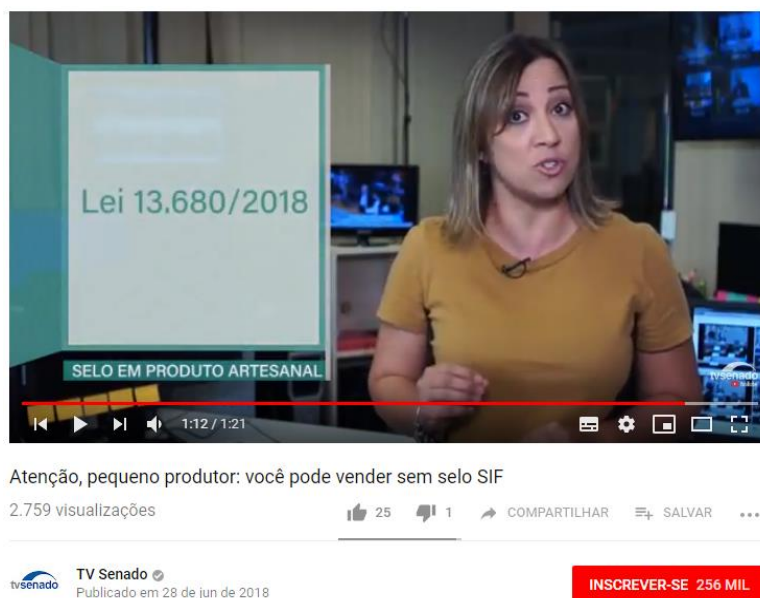 Lei 13.680/2018
SELO EM PRODUTO ARTESANAL
tvsenado
1:12 / 1:21
Atenção, pequeno produtor: você pode vender sem selo SIF
2.759 visualizações
25
1
COMPARTILHAR
SALVAR
tvsenado
TV Senado
Publicado em 28 de jun de 2018
INSCREVER-SE 256 MIL